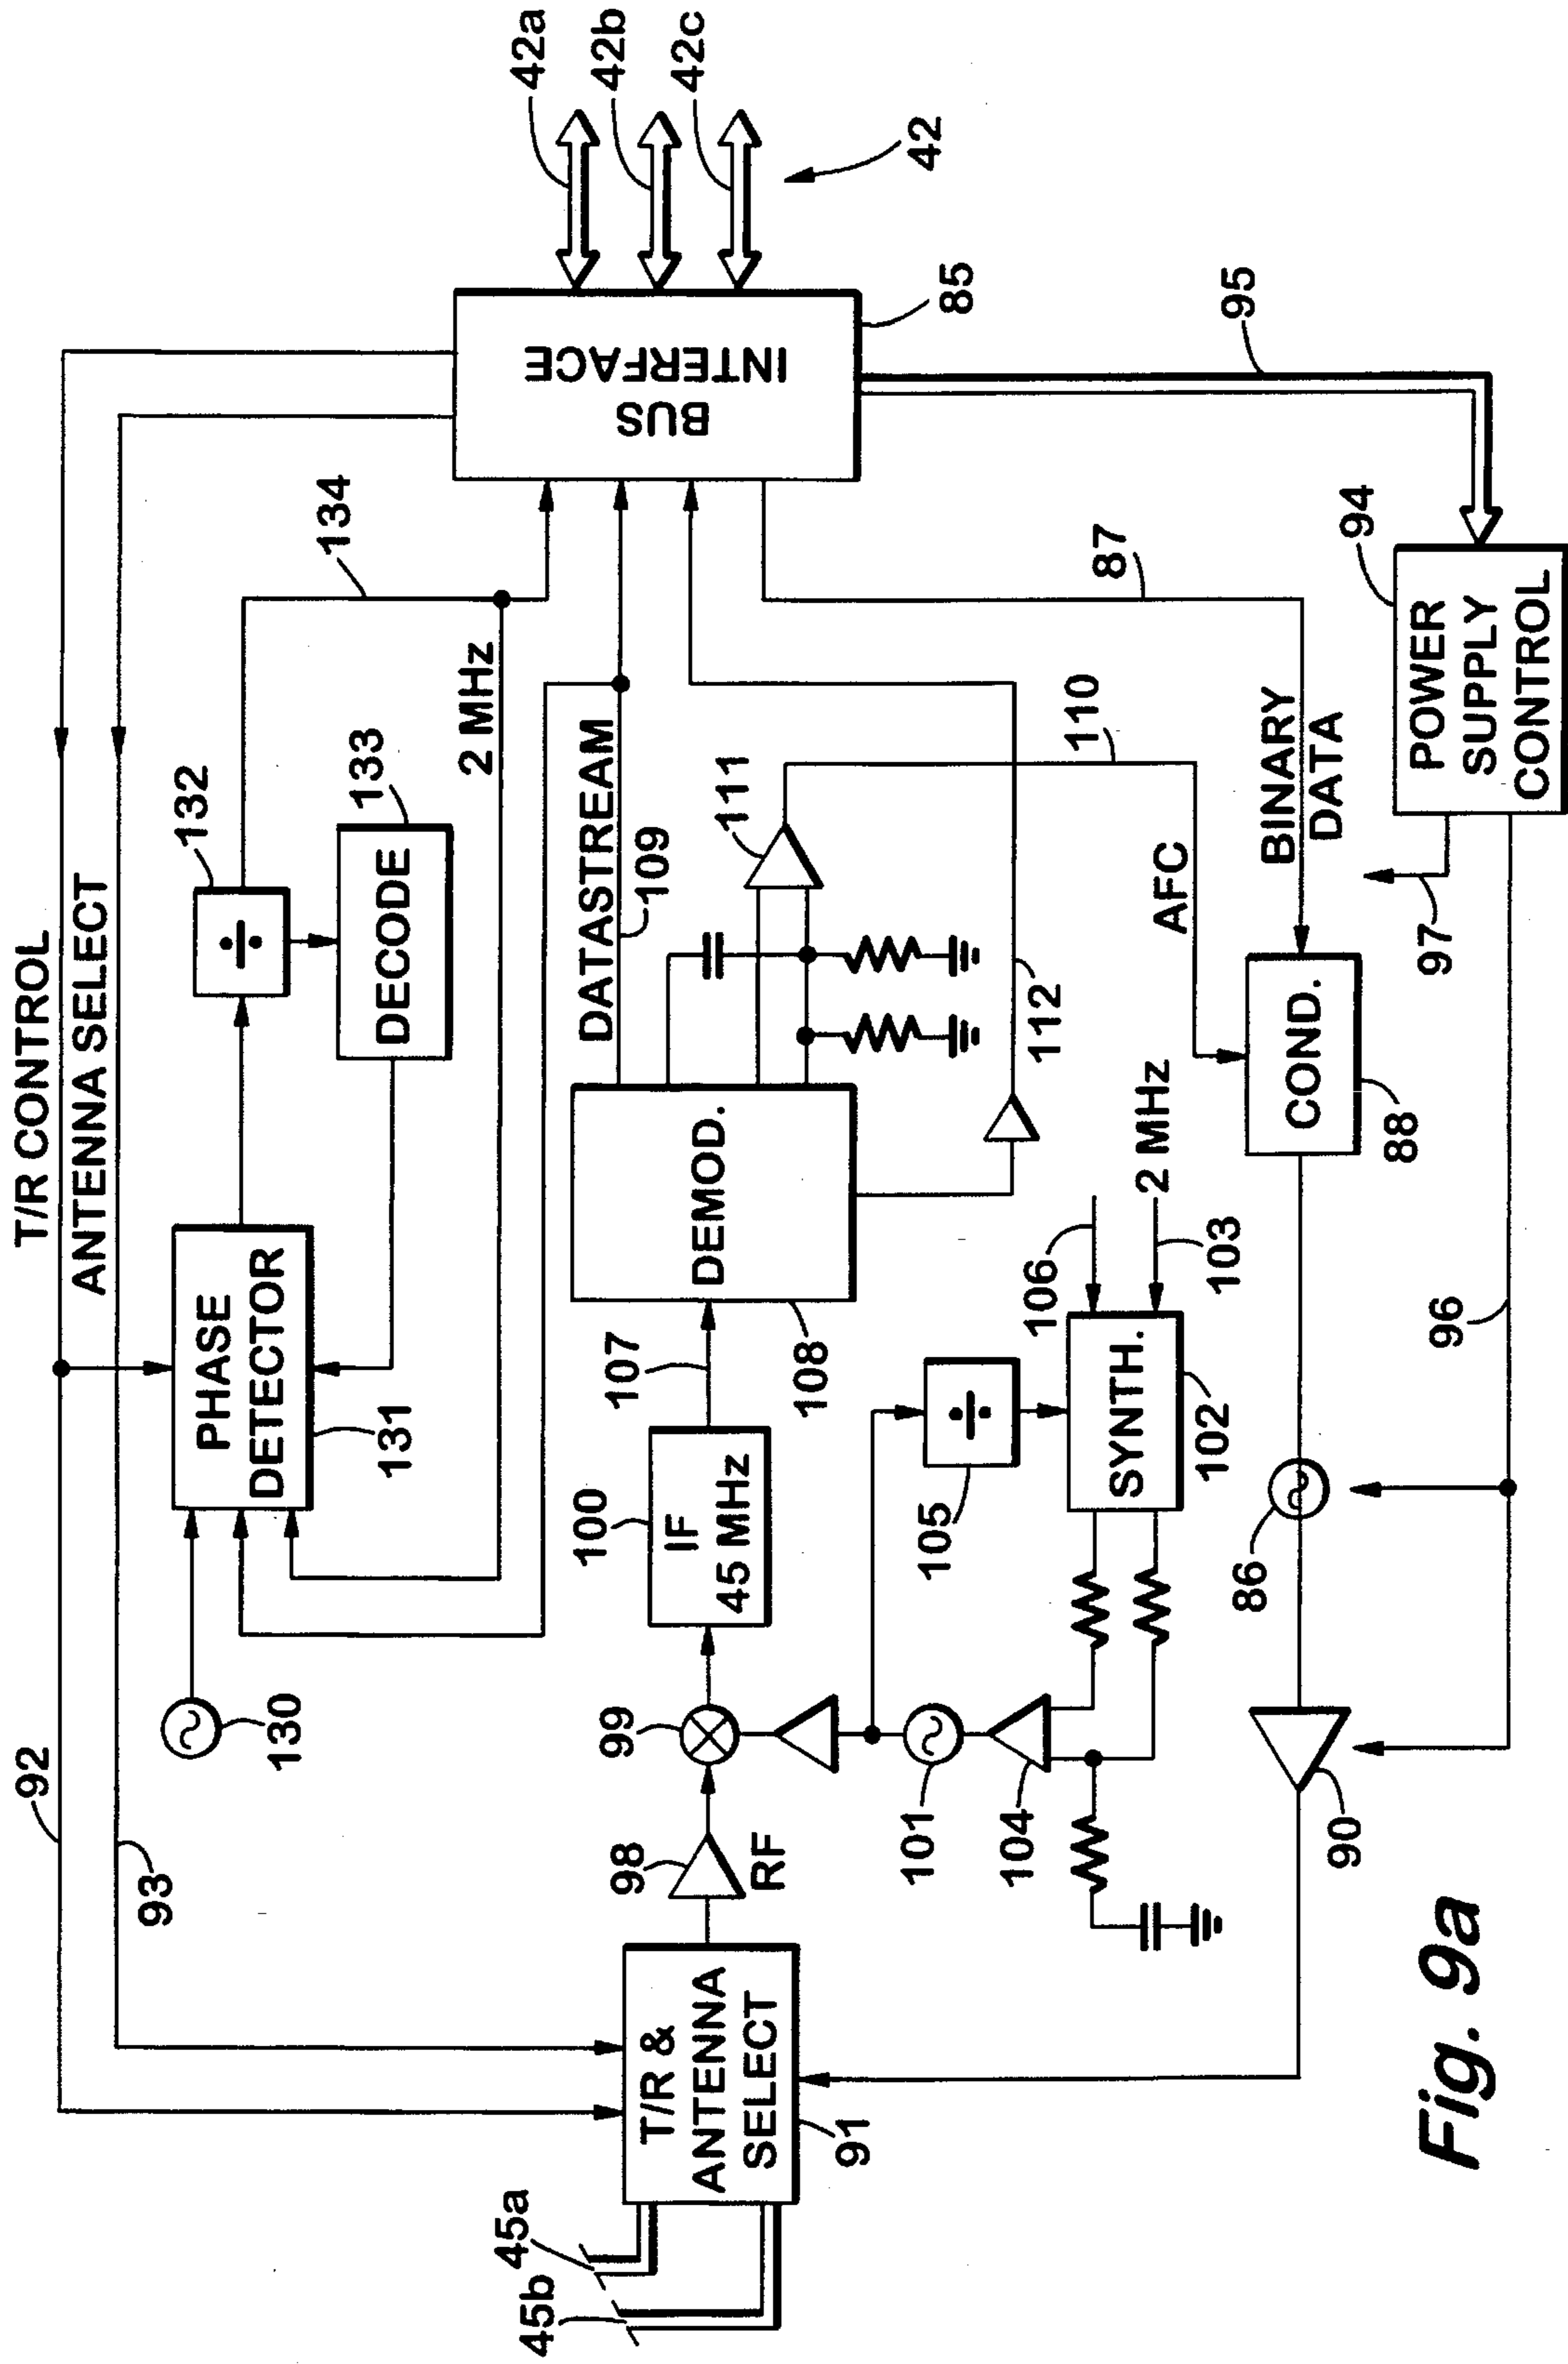 T/R CONTROL
ANTENNA SELECT
92
93
130
PHASE
DETECTOR
131
÷
132
DECODE
133
134
2 MHz
BUS
INTERFACE
85
42a
42b
42c
42
45a
45b
T/R &
ANTENNA
SELECT
91
98
RF
99
IF
45 MHz
100
107
DEMOD.
108
DATASTREAM
109
111
110
112
101
104
÷
105
SYNTH.
102
106
2 MHz
103
AFC
BINARY
DATA
87
COND.
88
86
90
96
97
POWER
SUPPLY
CONTROL
94
95
Fig. 9a